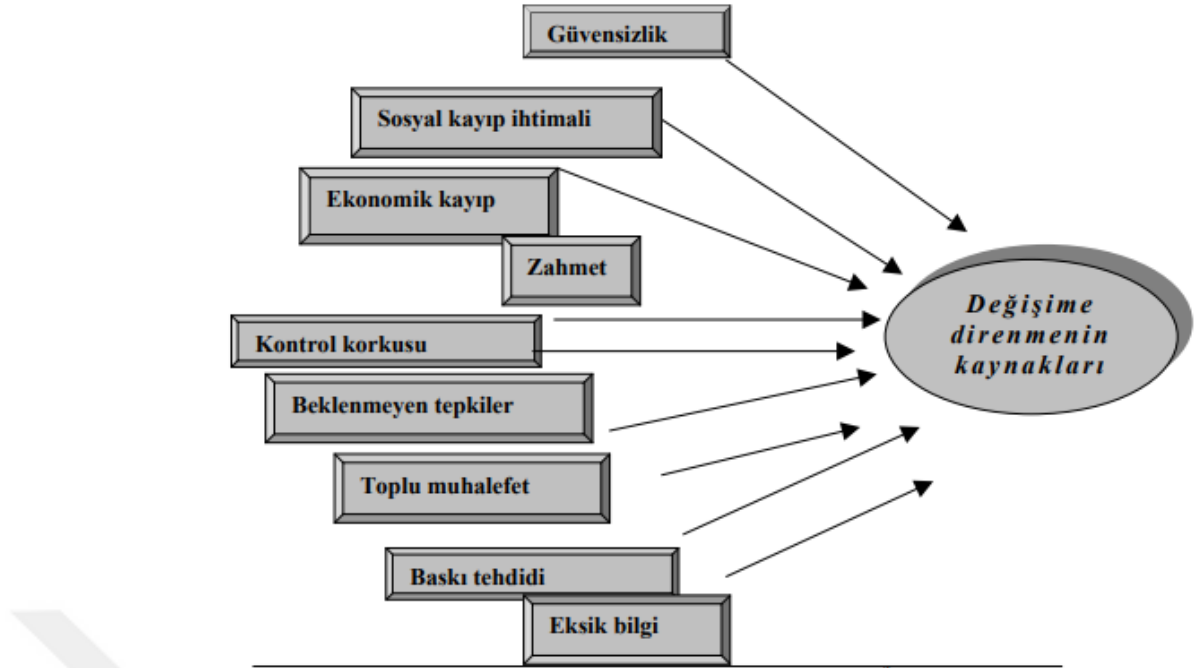 Güvensizlik
Sosyal kayıp ihtimali
Ekonomik kayıp
Zahmet
Kontrol korkusu
Beklenmeyen tepkiler
Toplu muhalefet
Baskı tehdidi
Eksik bilgi
Değişime
direnmenin
kaynakları